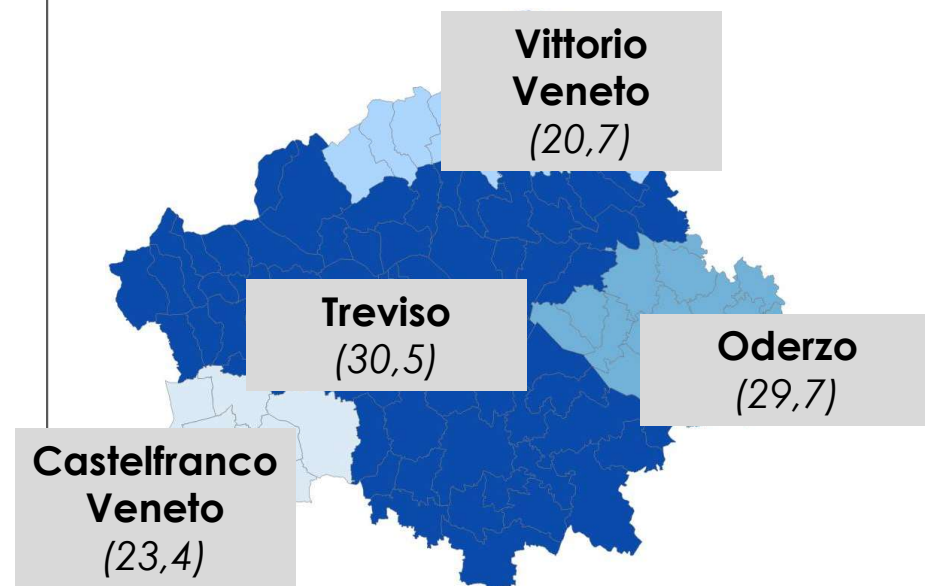 Vittorio
Veneto
(20,7)
Treviso
(30,5)
Oderzo
(29,7)
Castelfranco
Veneto
(23,4)